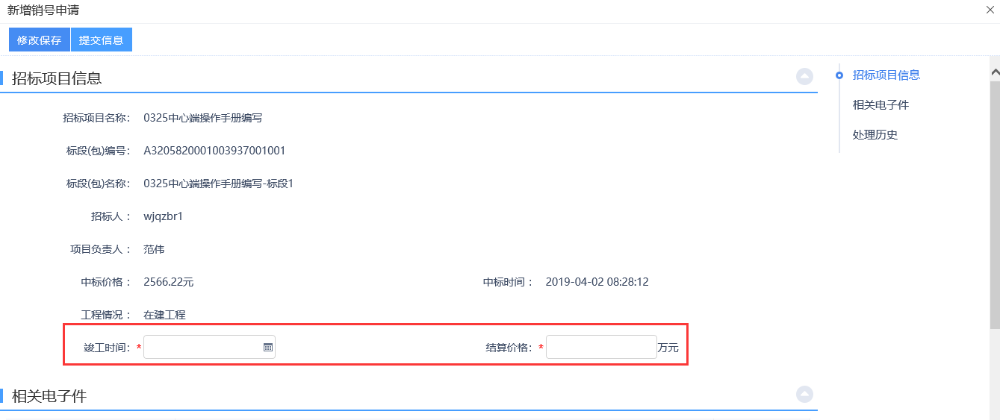 新增销号申请
修改保存 提交信息
招标项目信息
招标项目名称： 0325中心端操作手册编写
标段(包)编号： A3205820001003937001001
标段(包)名称： 0325中心端操作手册编写-标段1
招标人： wjqzbr1
项目负责人： 范伟
中标价格： 2566.22元 中标时间： 2019-04-02 08:28:12
工程情况： 在建工程
竣工时间：* 结算价格：* 万元
相关电子件
招标项目信息
相关电子件
处理历史